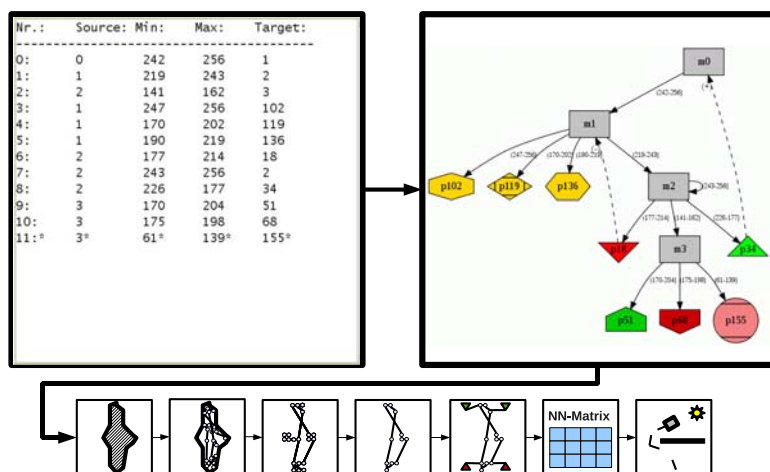 Nr.: Source: Min: Max: Target:
------------------------------------
0: 0 242 256 1
1: 1 219 243 2
2: 2 141 162 3
3: 1 247 256 102
4: 1 170 202 119
5: 1 190 219 136
6: 2 177 214 18
7: 2 243 256 2
8: 2 226 177 34
9: 3 170 204 51
10: 3 175 198 68
11:* 3* 61* 139* 155*
m0
(+)
(242-256)
m1
(-)
(247-256) (170-202) (190-219) (219-243)
p102 p119 p136 m2 (243-256)
(177-214) (141-162) (226-177)
p18 m3 p34
(170-204) (175-198) (61-139)
p51 p68 p155
NN-Matrix